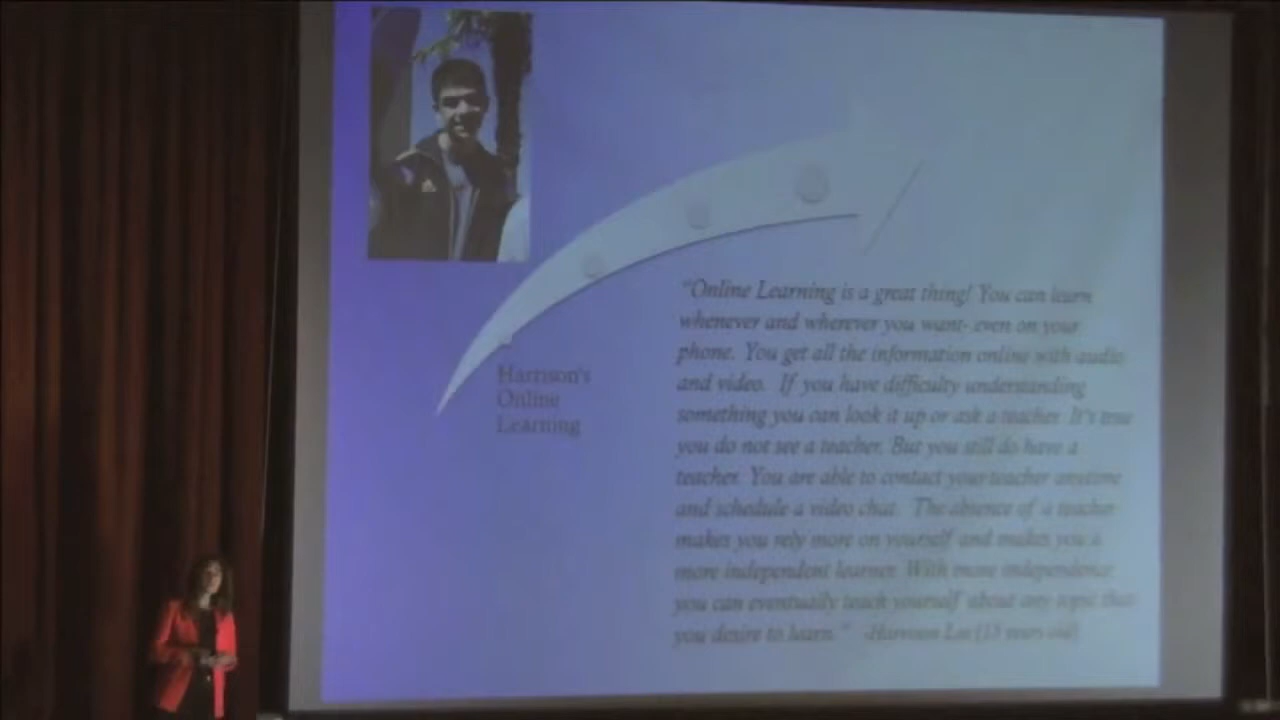 Harrison's
Online
Learning
"Online Learning is a great thing! You can learn
whenever and wherever you want- even on your
phone. You get all the information online with audio
and video. If you have difficulty understanding
something you can look it up or ask a teacher. It's true
you do not see a teacher. But you still do have a
teacher. You are able to contact your teacher anytime
and schedule a video chat. The absence of a teacher
makes you rely more on yourself and makes you a
more independent learner. With more independence
you can eventually teach yourself about any topic that
you desire to learn." -Harrison (15 years old)